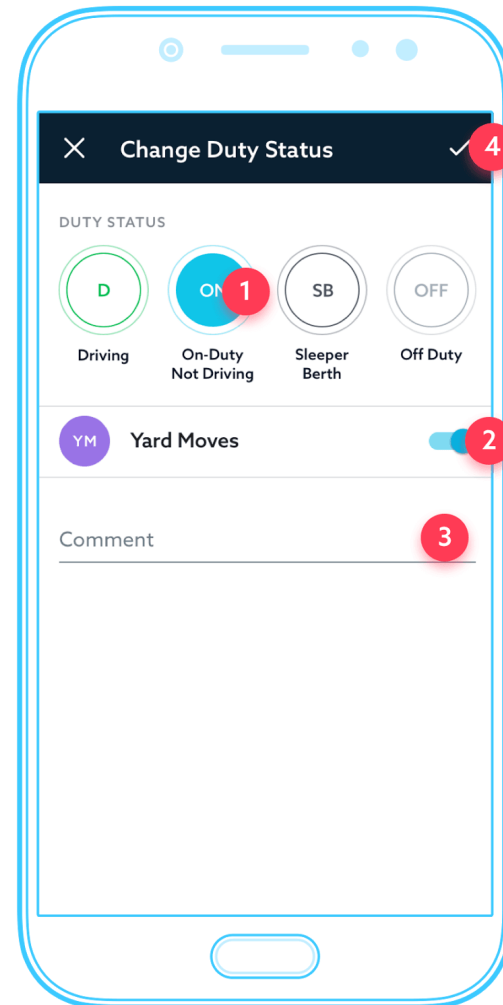 Change Duty Status
4
DUTY STATUS
D
ON
1
SB
OFF
Driving
On-Duty
Not Driving
Sleeper
Berth
Off Duty
YM
Yard Moves
2
Comment
3